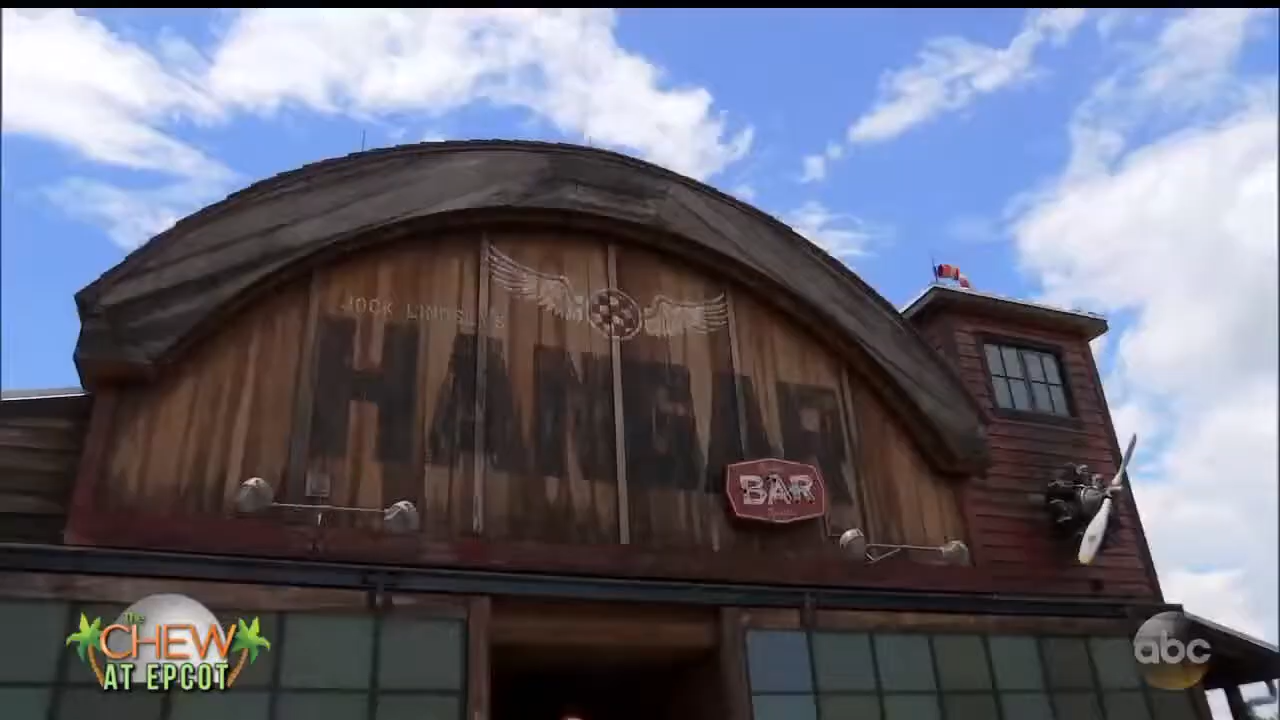 JOCK LINDSEY'S
HANGAR
BAR
The
CHEW
AT EPCOT
abc